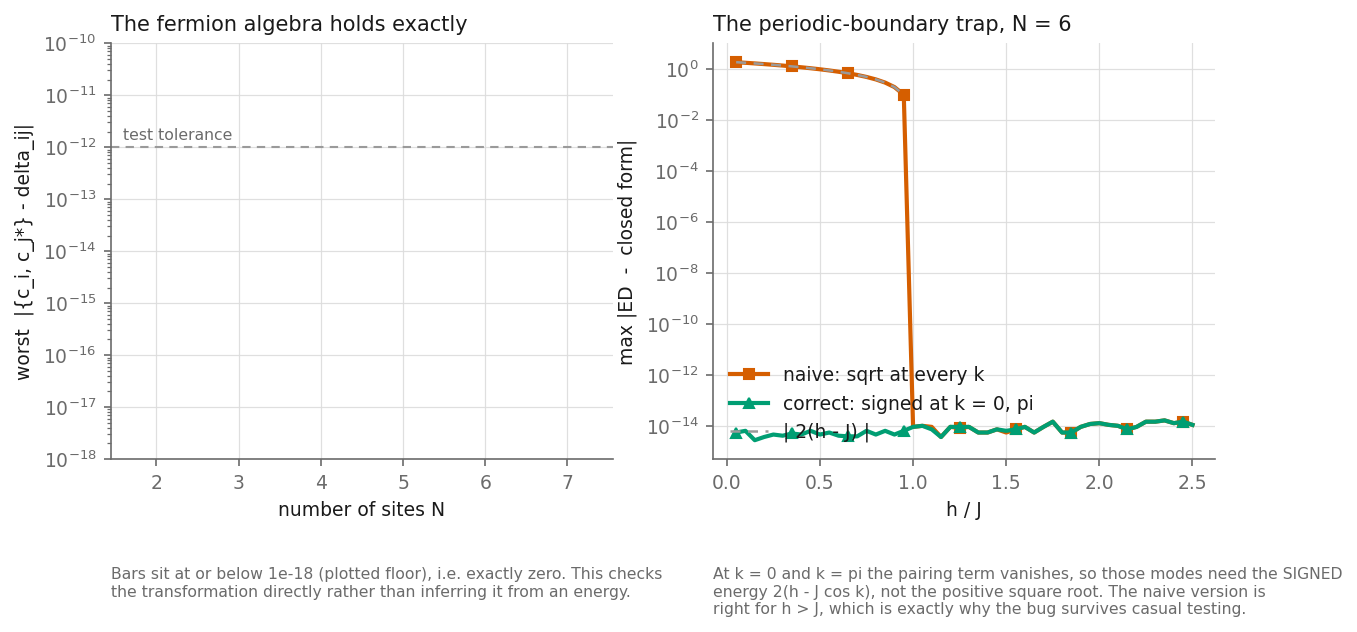 The fermion algebra holds exactly
worst |{c_i, c_j*} - delta_ij|
10⁻¹⁰
10⁻¹¹
10⁻¹²
10⁻¹³
10⁻¹⁴
10⁻¹⁵
10⁻¹⁶
10⁻¹⁷
10⁻¹⁸
test tolerance
2 3 4 5 6 7
number of sites N
Bars sit at or below 1e-18 (plotted floor), i.e. exactly zero. This checks
the transformation directly rather than inferring it from an energy.
The periodic-boundary trap, N = 6
max |ED - closed form|
10⁰
10⁻²
10⁻⁴
10⁻⁶
10⁻⁸
10⁻¹⁰
10⁻¹²
10⁻¹⁴
naive: sqrt at every k
correct: signed at k = 0, pi
| 2(h - J) |
0.0 0.5 1.0 1.5 2.0 2.5
h / J
At k = 0 and k = pi the pairing term vanishes, so those modes need the SIGNED
energy 2(h - J cos k), not the positive square root. The naive version is
right for h > J, which is exactly why the bug survives casual testing.